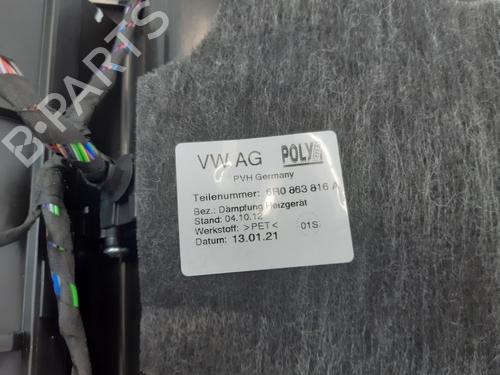 B-PARTS
VW AG POLY
PVH Germany
Teilenummer: 6R0 863 816 A
Bez.: Dämpfung Heizgerät
Stand: 04.10.12
Werkstoff: >PET< 01S
Datum: 13.01.21